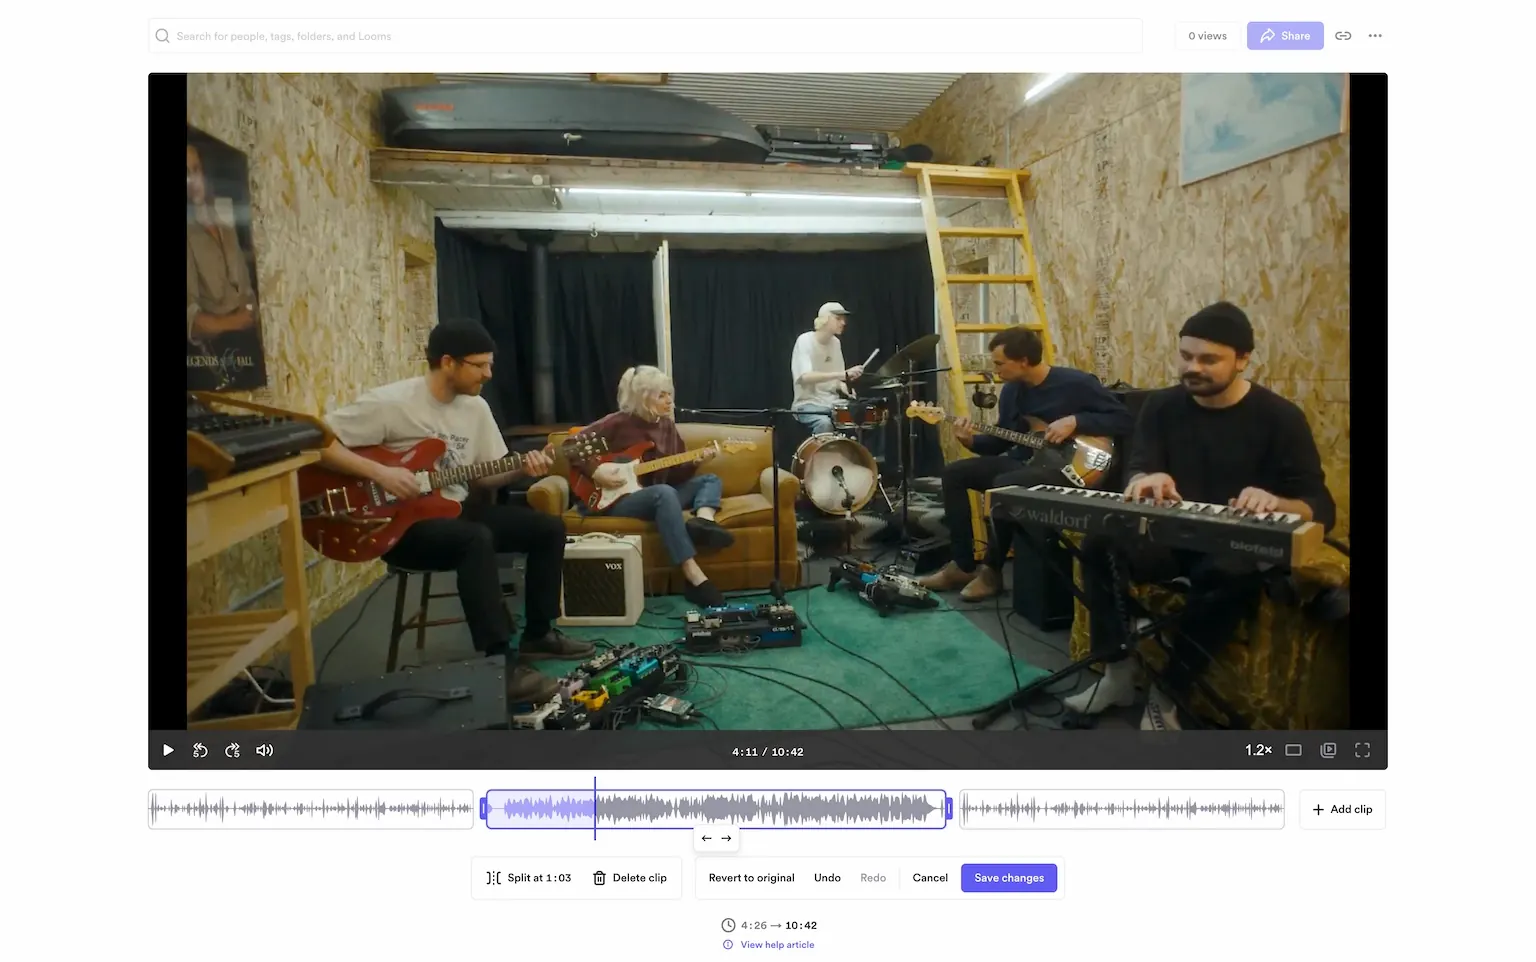 Search for people, tags, folders, and Looms
0 views
Share
LEGENDS of the FALL
VOX
waldorf
blofeld
4:11 / 10:42
1.2×
Add clip
Split at 1:03
Delete clip
Revert to original
Undo
Redo
Cancel
Save changes
4:26 → 10:42
View help article